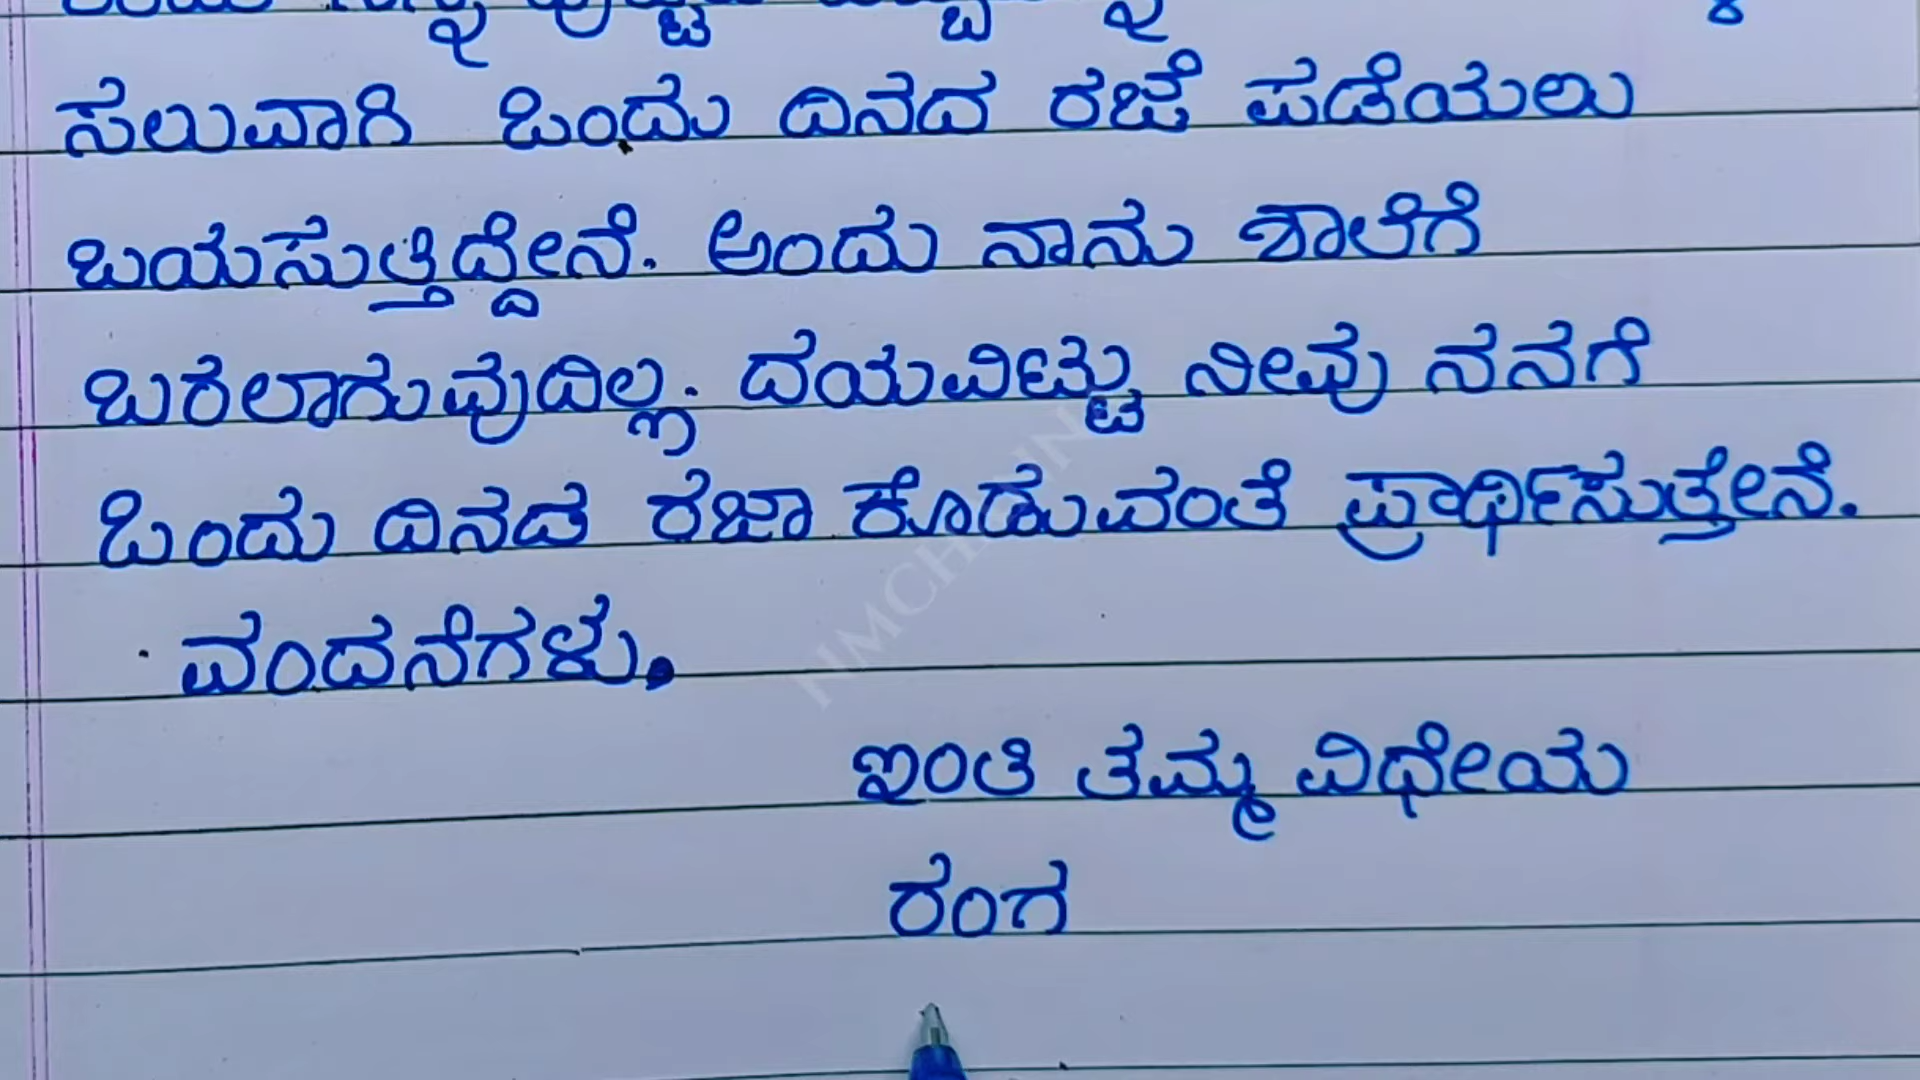 ಸಲುವಾಗಿ ಒಂದು ದಿನದ ರಜೆ ಪಡೆಯಲು
ಬಯಸುತ್ತಿದ್ದೇನೆ. ಅಂದು ನಾನು ಶಾಲೆಗೆ
ಬರಲಾಗುವುದಿಲ್ಲ. ದಯವಿಟ್ಟು ನೀವು ನನಗೆ
ಒಂದು ದಿನದ ರಜಾ ಕೊಡುವಂತೆ ಪ್ರಾರ್ಥಿಸುತ್ತೇನೆ.
ವಂದನೆಗಳು.
ಇಂತಿ ತಮ್ಮ ವಿಧೇಯ
ರಂಗ